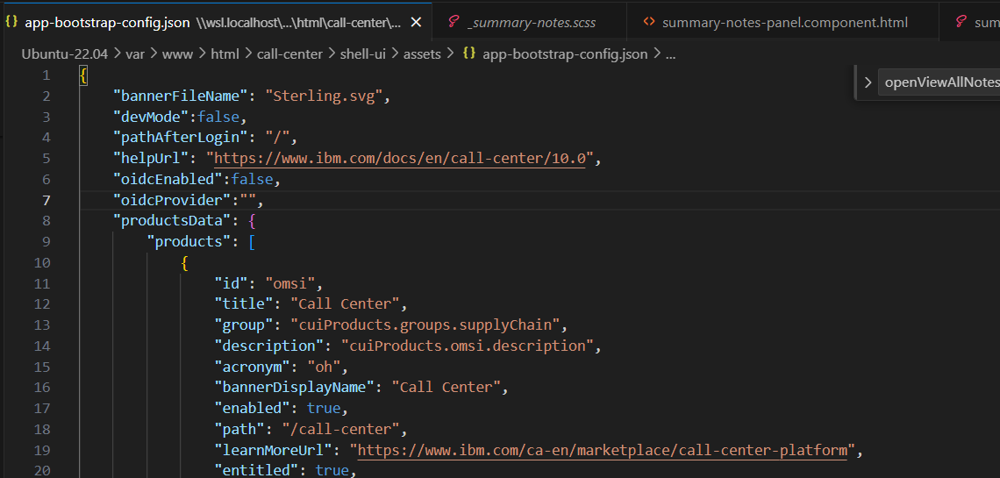 {} app-bootstrap-config.json \\wsl.localhost\...\html\call-center\... × _summary-notes.scss <> summary-notes-panel.component.html sum
Ubuntu-22.04 > var > www > html > call-center > shell-ui > assets > {} app-bootstrap-config.json > ...
> openViewAllNotes
1 {
2 "bannerFileName": "Sterling.svg",
3 "devMode":false,
4 "pathAfterLogin": "/",
5 "helpUrl": "https://www.ibm.com/docs/en/call-center/10.0",
6 "oidcEnabled":false,
7 "oidcProvider":"",
8 "productsData": {
9 "products": [
10 {
11 "id": "omsi",
12 "title": "Call Center",
13 "group": "cuiProducts.groups.supplyChain",
14 "description": "cuiProducts.omsi.description",
15 "acronym": "oh",
16 "bannerDisplayName": "Call Center",
17 "enabled": true,
18 "path": "/call-center",
19 "learnMoreUrl": "https://www.ibm.com/ca-en/marketplace/call-center-platform",
20 "entitled": true,